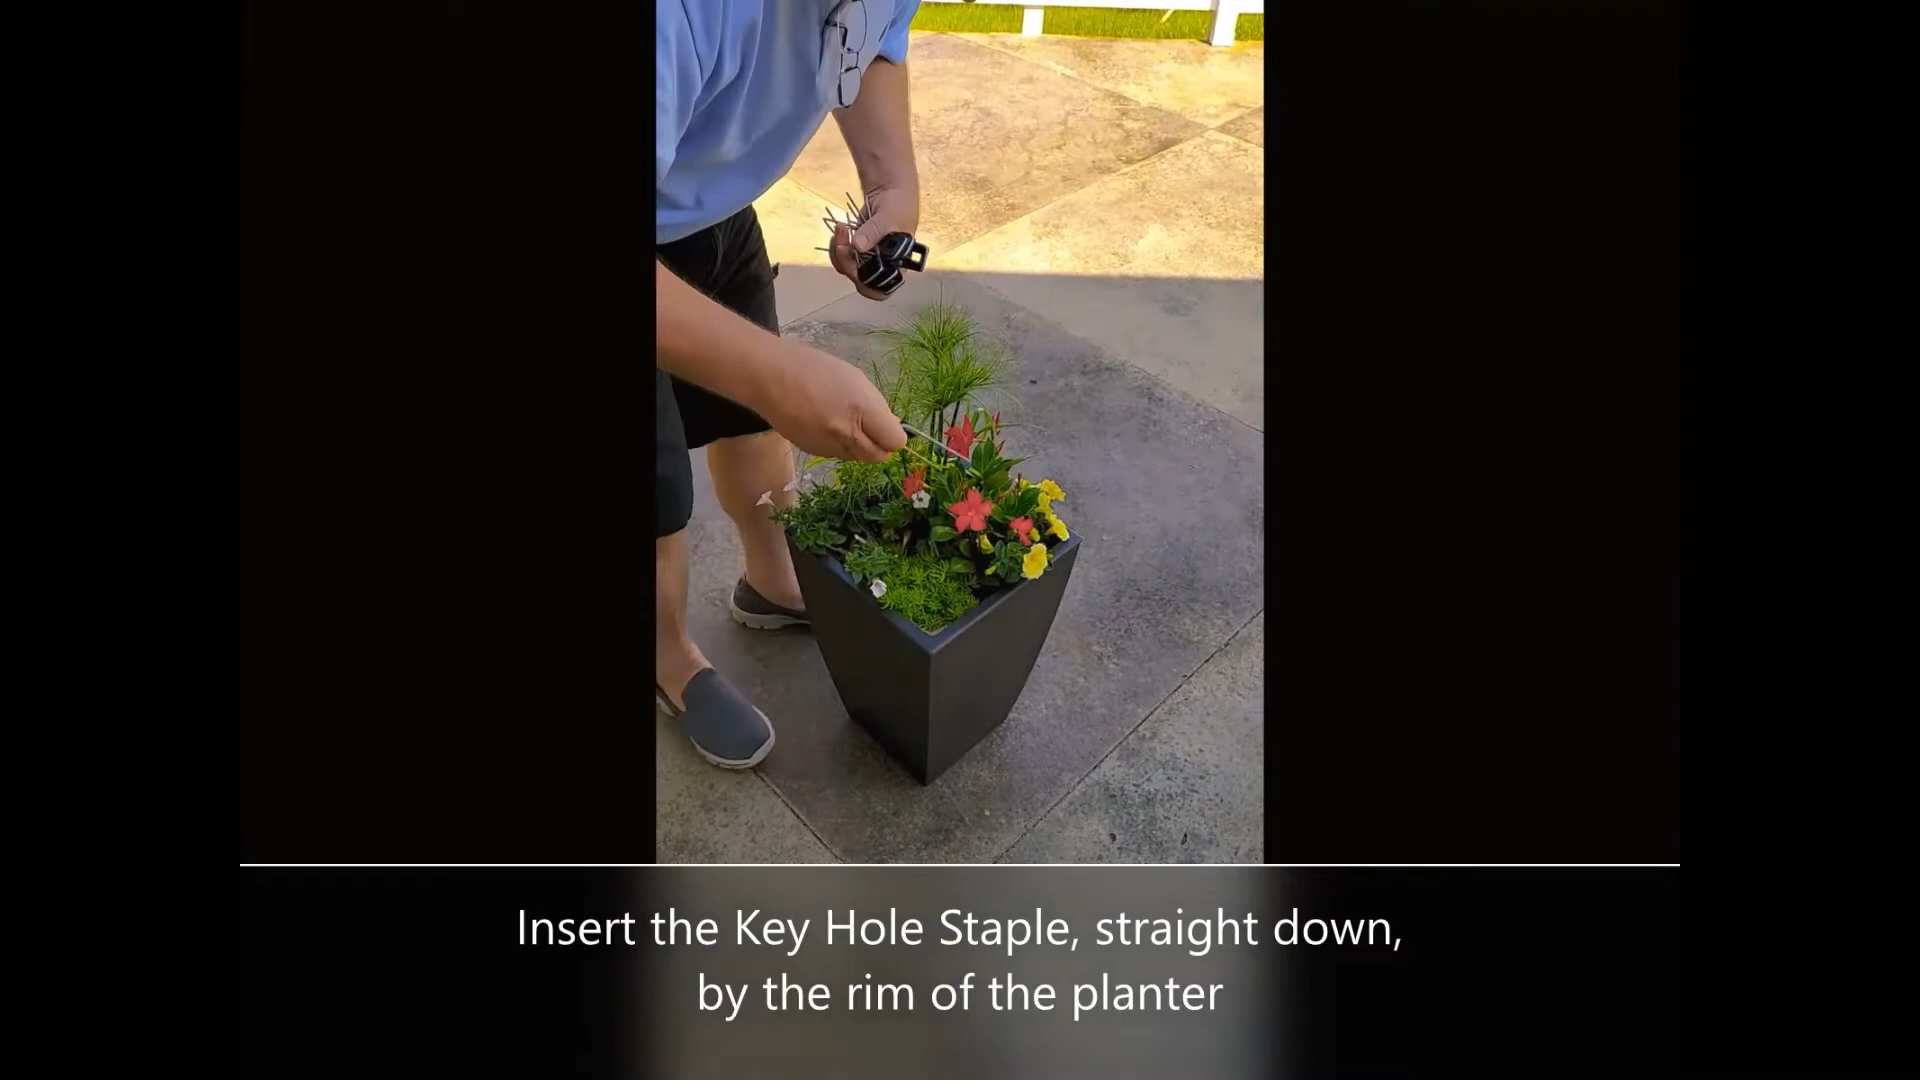 Insert the Key Hole Staple, straight down,
by the rim of the planter